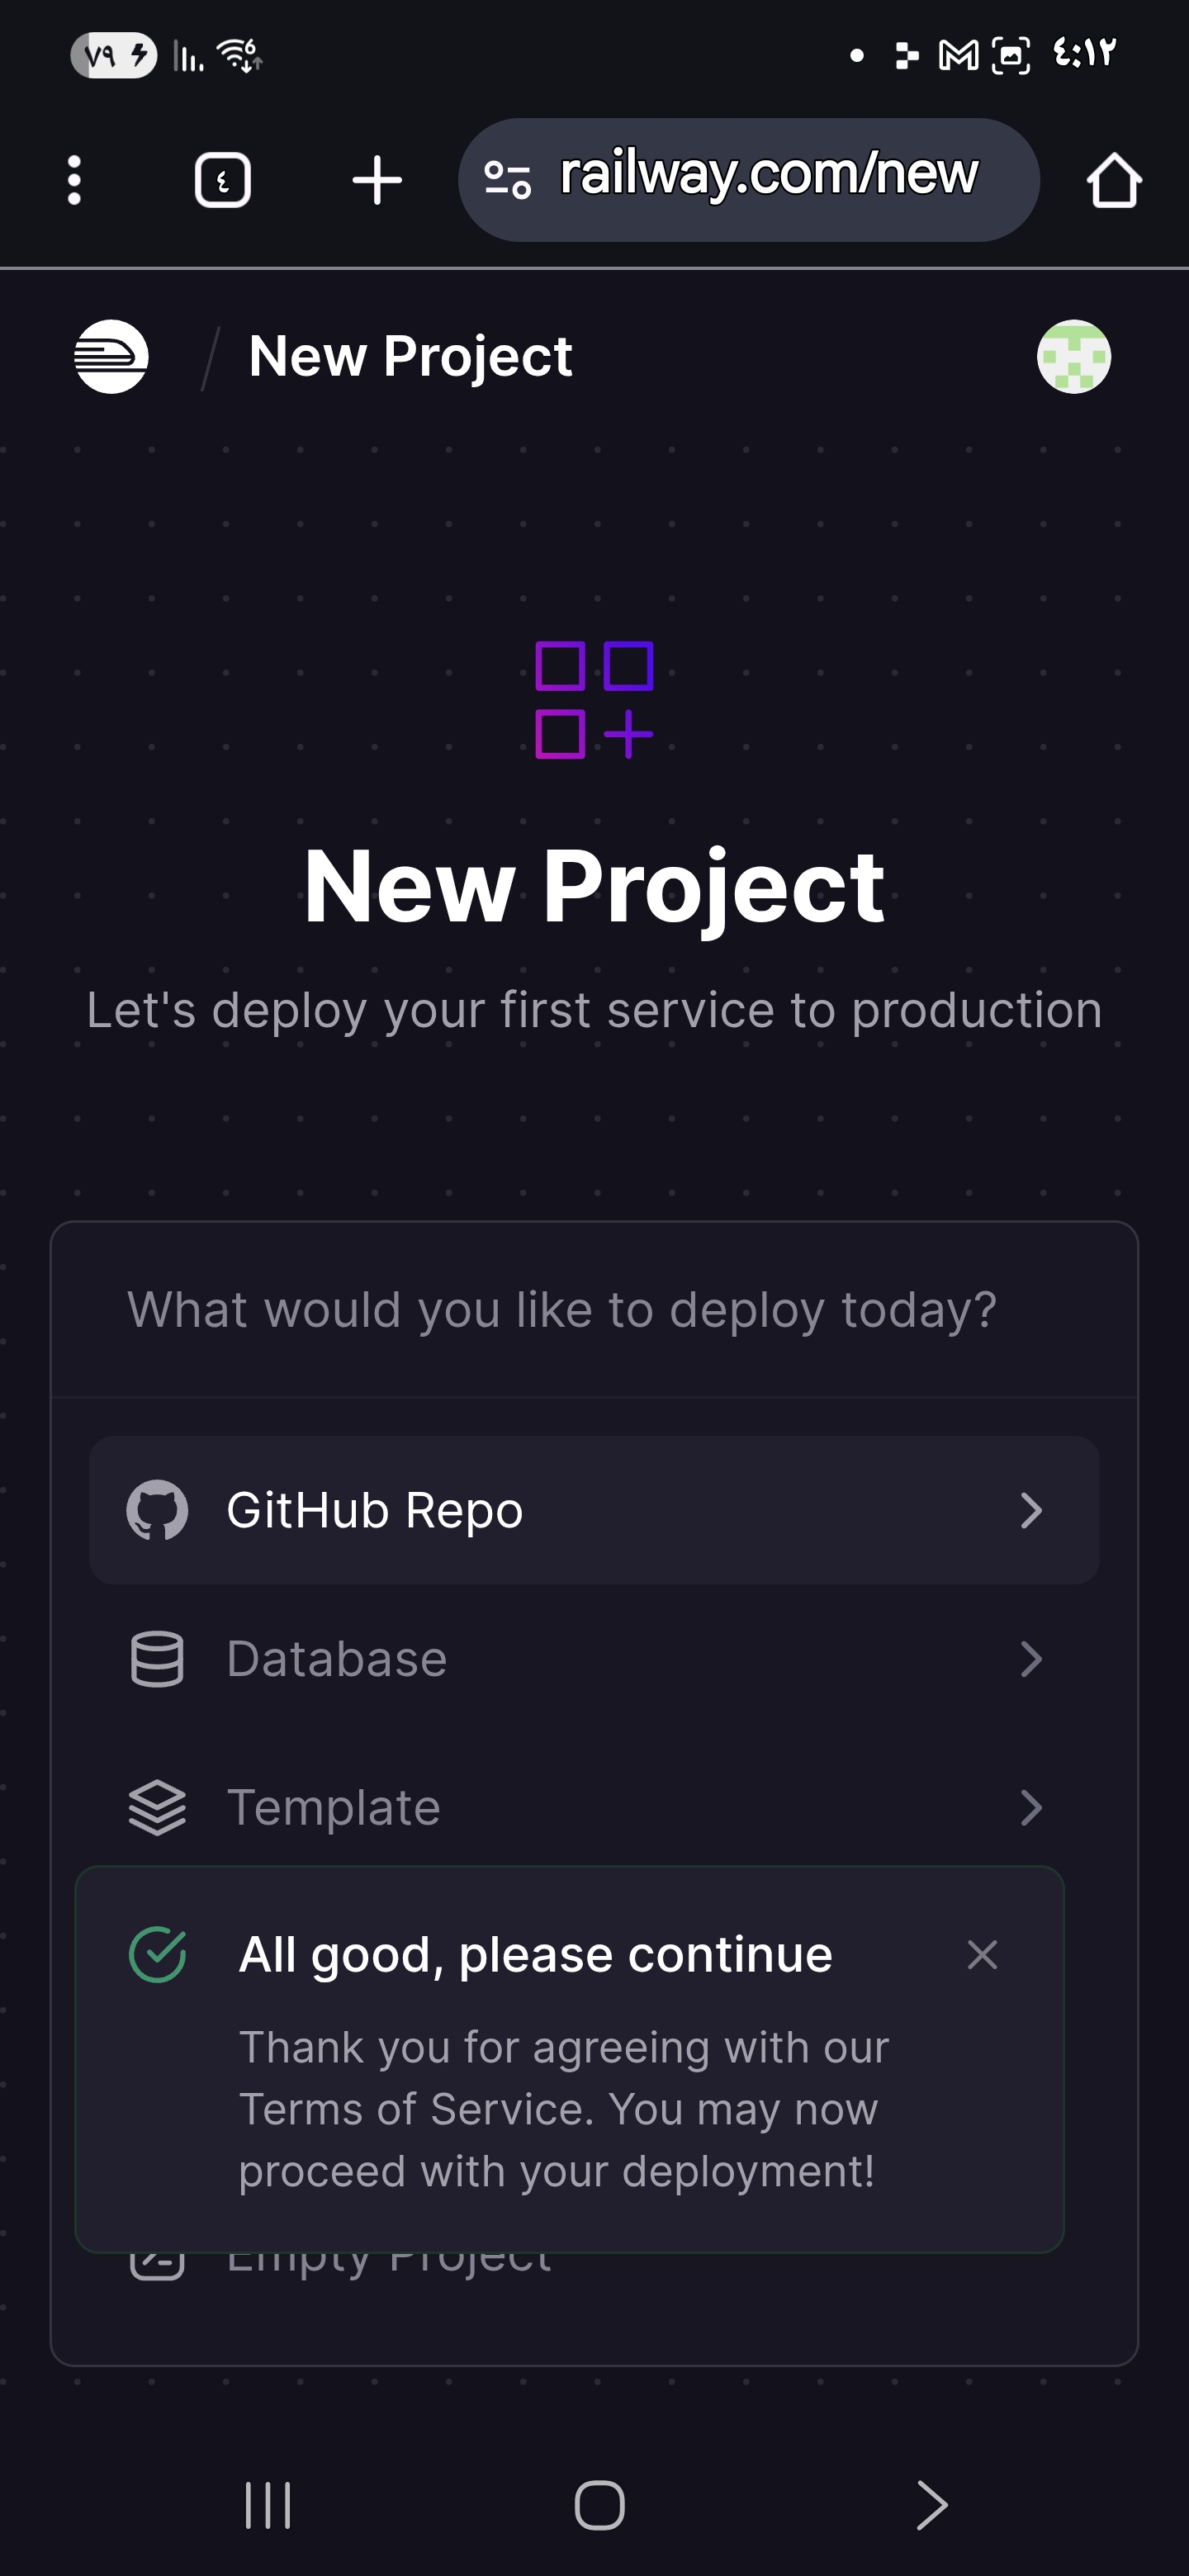 ٧٩
6
٤:١٢
٤
railway.com/new
/ New Project
New Project
Let's deploy your first service to production
What would you like to deploy today?
GitHub Repo
Database
Template
All good, please continue
Thank you for agreeing with our
Terms of Service. You may now
proceed with your deployment!
Empty Project